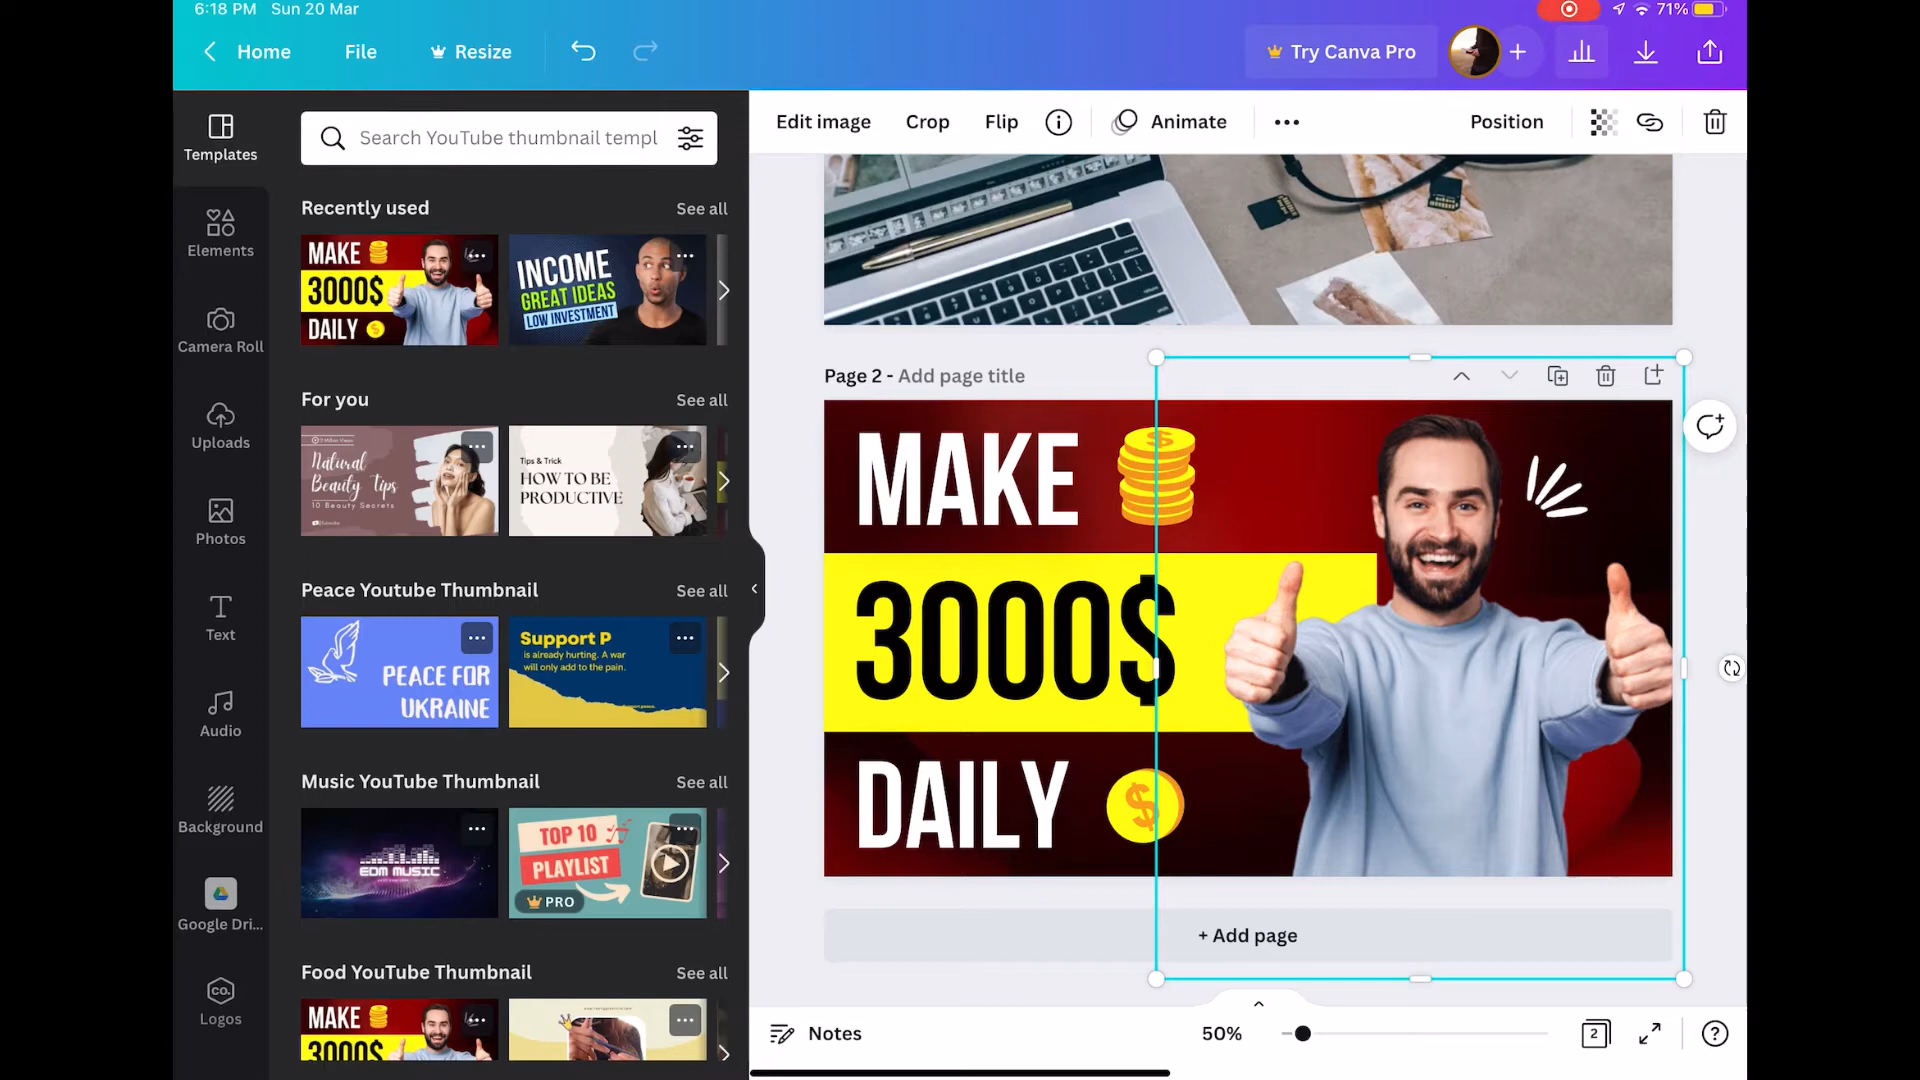 6:18 PM Sun 20 Mar
71%
Home File Resize
Try Canva Pro
Templates
Elements
Camera Roll
Uploads
Photos
Text
Audio
Background
Google Dri...
CO.
Logos
Search YouTube thumbnail templ
Recently used See all
MAKE
3000$
DAILY
INCOME
GREAT IDEAS
LOW INVESTMENT
For you See all
2 Million Views
Natural
Beauty Tips
10 Beauty Secrets
Subscribe
Tips & Trick
HOW TO BE
PRODUCTIVE
Peace Youtube Thumbnail See all
PEACE FOR
UKRAINE
Support P
is already hurting. A war
will only add to the pain.
Music YouTube Thumbnail See all
EDM MUSIC
TOP 10
PLAYLIST
PRO
Food YouTube Thumbnail See all
MAKE
3000$
Edit image Crop Flip Animate
Position
Page 2 - Add page title
MAKE
3000$
DAILY
+ Add page
Notes
50%
2